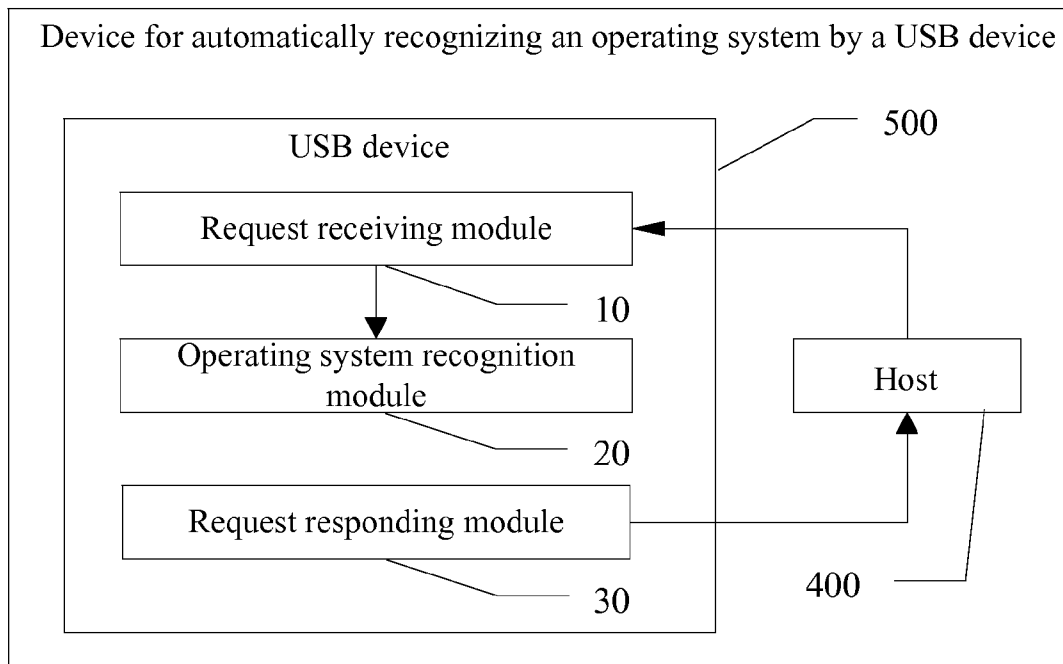 Device for automatically recognizing an operating system by a USB device
500
USB device
Request receiving module
10
Operating system recognition
module
Host
20
Request responding module
400
30